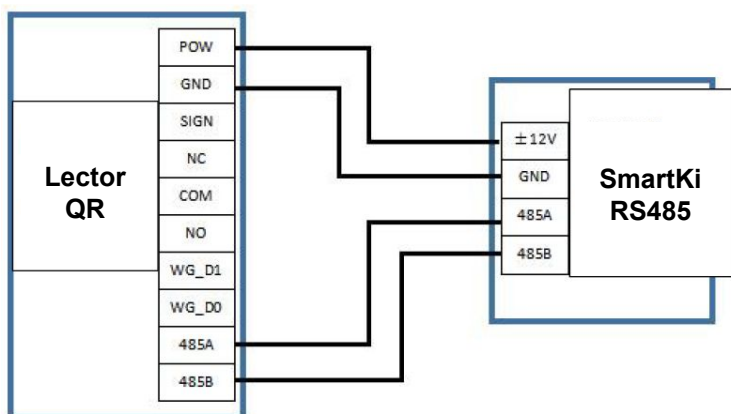 POW
GND
SIGN
NC
COM
NO
WG_D1
WG_D0
485A
485B
Lector
QR
±12V
GND
485A
485B
SmartKi
RS485